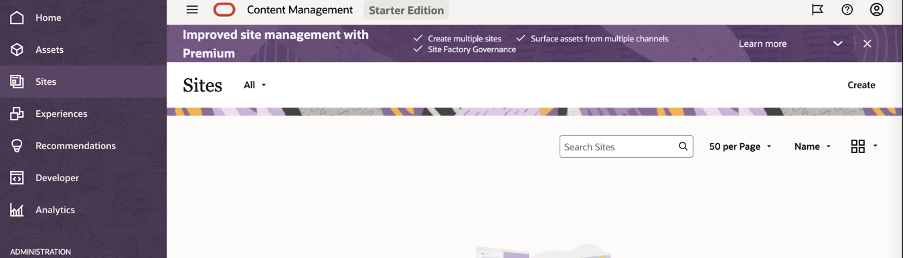 Home
Assets
Sites
Experiences
Recommendations
Developer
Analytics
ADMINISTRATION
Content Management Starter Edition
Improved site management with
Premium
Create multiple sites Surface assets from multiple channels
Site Factory Governance
Learn more
Sites All Create
Search Sites 50 per Page Name